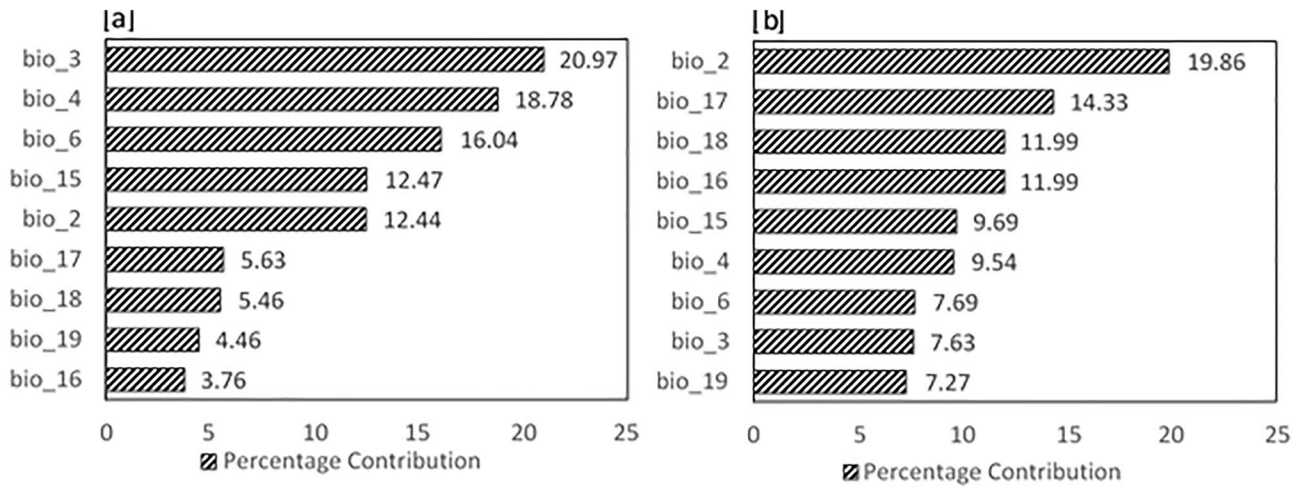 [a]
bio_3 20.97
bio_4 18.78
bio_6 16.04
bio_15 12.47
bio_2 12.44
bio_17 5.63
bio_18 5.46
bio_19 4.46
bio_16 3.76
0 5 10 15 20 25
Percentage Contribution
[b]
bio_2 19.86
bio_17 14.33
bio_18 11.99
bio_16 11.99
bio_15 9.69
bio_4 9.54
bio_6 7.69
bio_3 7.63
bio_19 7.27
0 5 10 15 20 25
Percentage Contribution